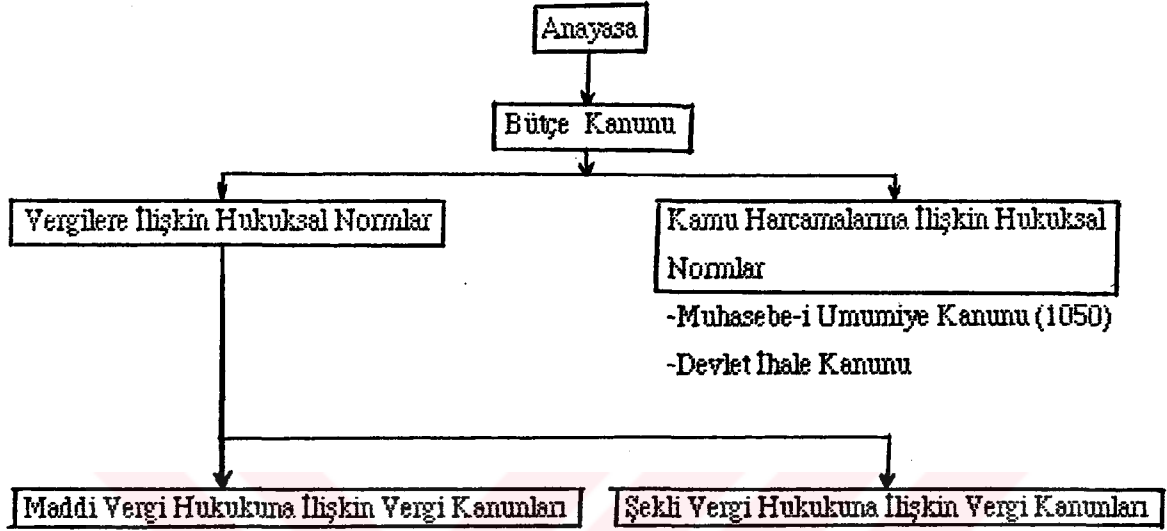 Anayasa
Bütçe Kanunu
Vergilere İlişkin Hukuksal Normlar
Kamu Harcamalarına İlişkin Hukuksal
Normlar
-Muhasebe-i Umumiye Kanunu (1050)
-Devlet İhale Kanunu
Maddi Vergi Hukukuna İlişkin Vergi Kanunları
Şekli Vergi Hukukuna İlişkin Vergi Kanunları